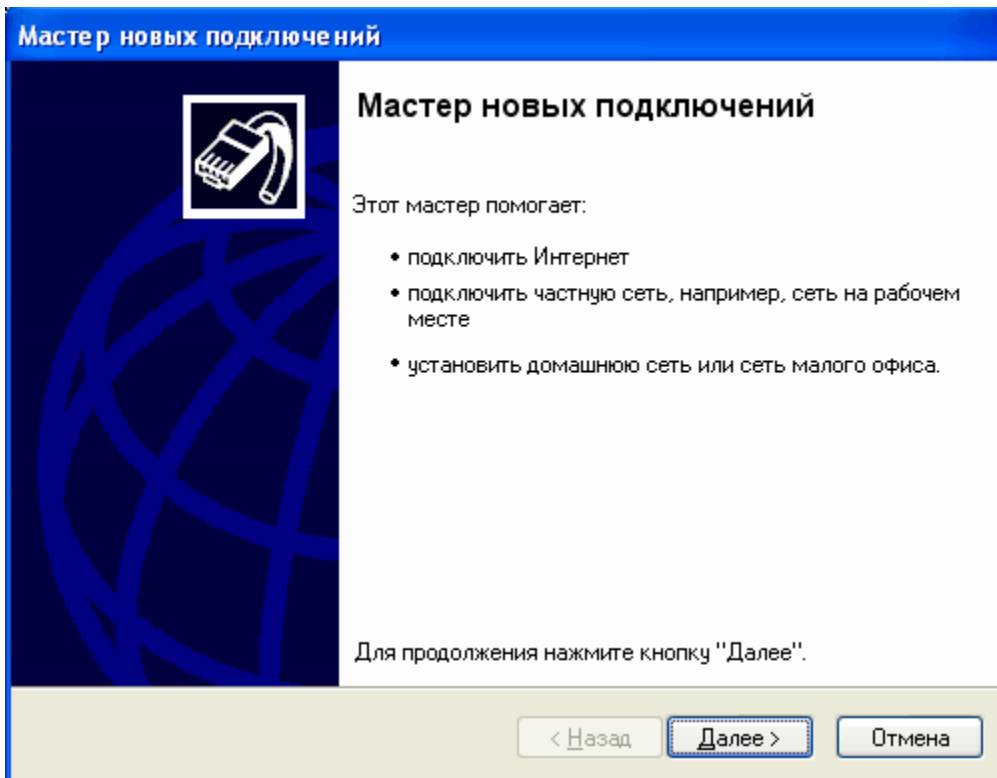 Мастер новых подключений
Мастер новых подключений
Этот мастер помогает:
• подключить Интернет
• подключить частную сеть, например, сеть на рабочем
месте
• установить домашнюю сеть или сеть малого офиса.
Для продолжения нажмите кнопку "Далее".
< Назад Далее > Отмена